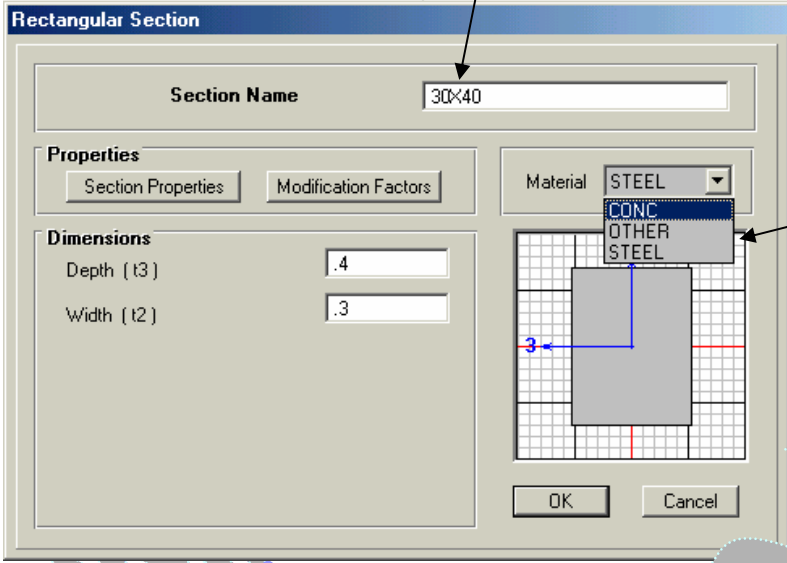 Rectangular Section
Section Name 30X40
Properties
Section Properties Modification Factors
Material STEEL
CONC
OTHER
STEEL
Dimensions
Depth ( t3 ) .4
Width ( t2 ) .3
3
OK Cancel